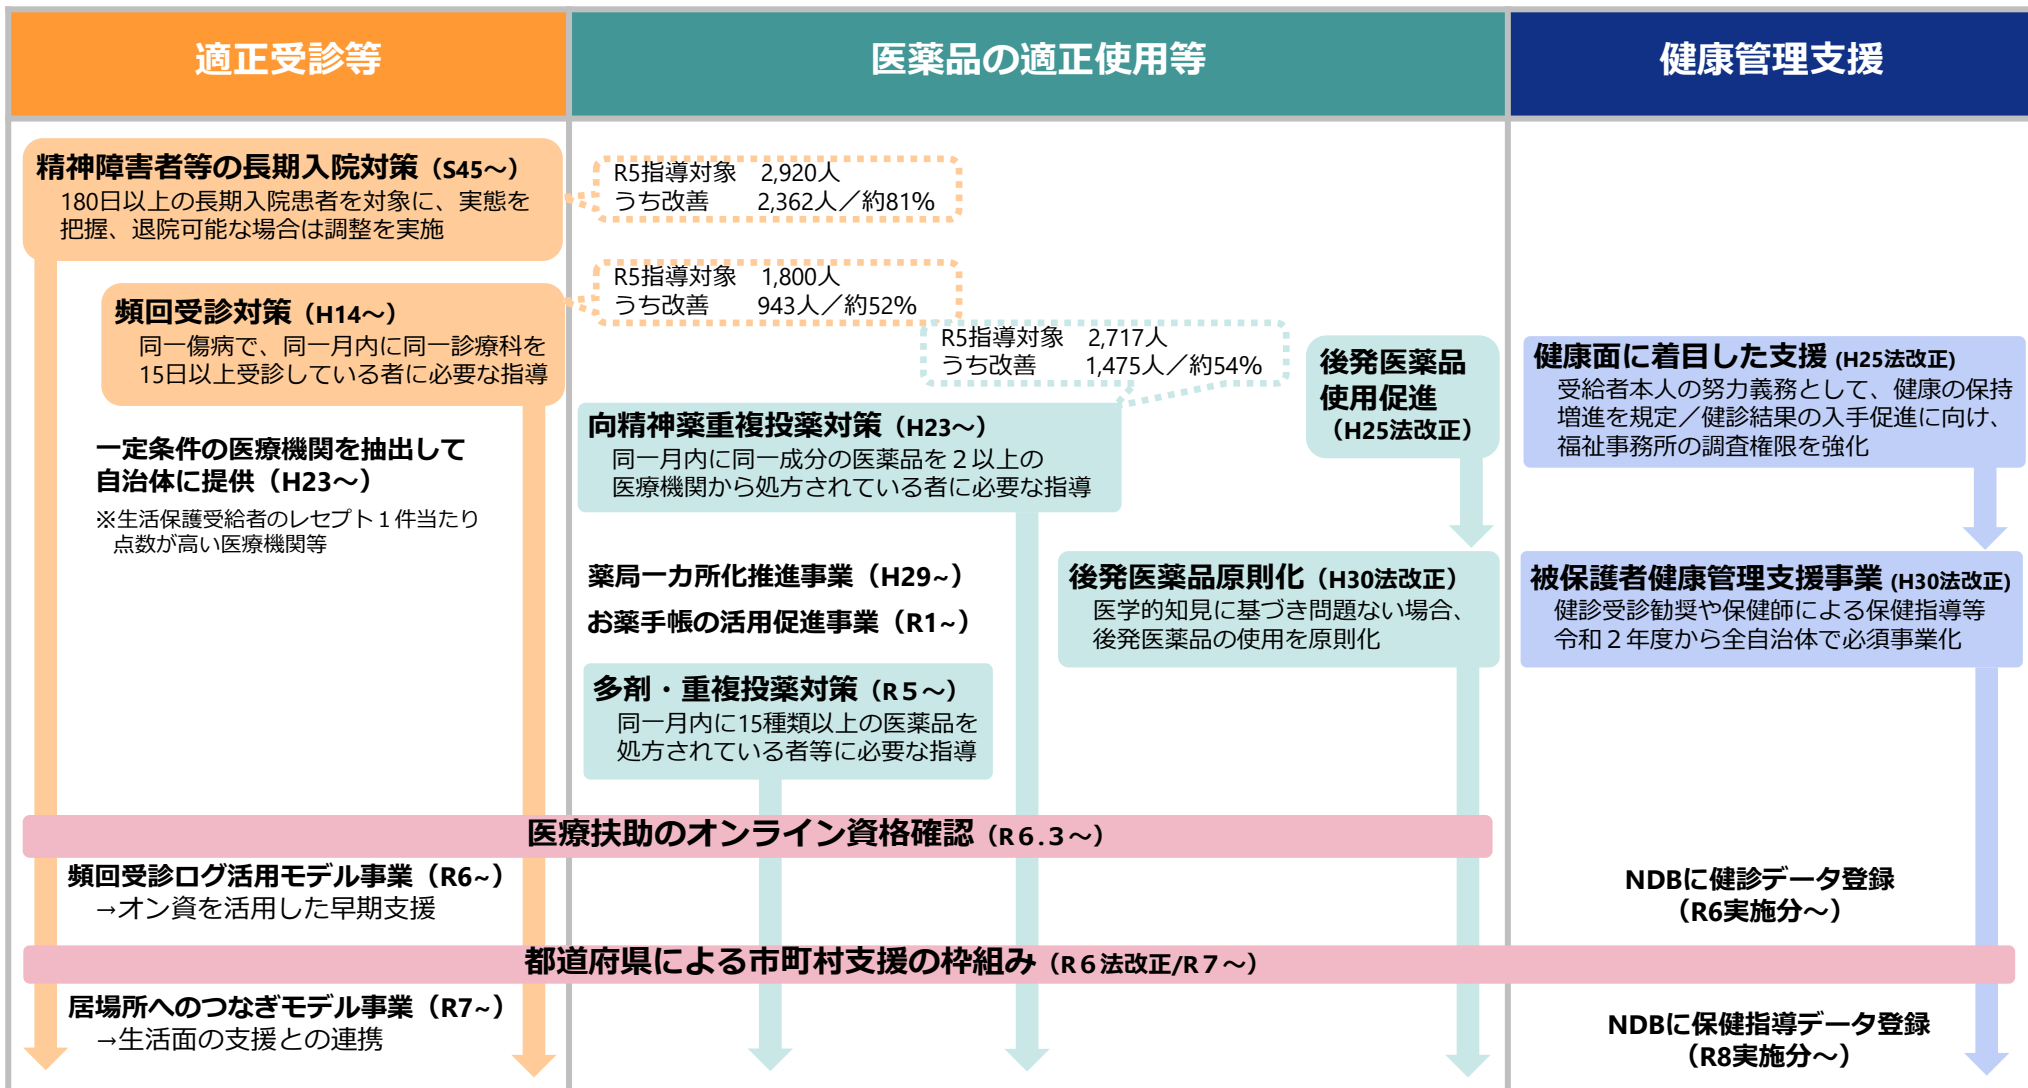 適正受診等
医薬品の適正使用等
健康管理支援
精神障害者等の長期入院対策（S45～）
180日以上の長期入院患者を対象に、実態を
把握、退院可能な場合は調整を実施
R5指導対象　2,920人
うち改善　　2,362人／約81%
頻回受診対策（H14～）
同一傷病で、同一月内に同一診療科を
15日以上受診している者に必要な指導
R5指導対象　1,800人
うち改善　　943人／約52%
一定条件の医療機関を抽出して
自治体に提供（H23～）
※生活保護受給者のレセプト１件当たり
点数が高い医療機関等
R5指導対象　2,717人
うち改善　　1,475人／約54%
向精神薬重複投薬対策（H23～）
同一月内に同一成分の医薬品を２以上の
医療機関から処方されている者に必要な指導
後発医薬品
使用促進
（H25法改正）
健康面に着目した支援 (H25法改正)
受給者本人の努力義務として、健康の保持
増進を規定／健診結果の入手促進に向け、
福祉事務所の調査権限を強化
薬局一カ所化推進事業（H29~）
お薬手帳の活用促進事業（R1~）
後発医薬品原則化（H30法改正）
医学的知見に基づき問題ない場合、
後発医薬品の使用を原則化
被保護者健康管理支援事業 (H30法改正)
健診受診勧奨や保健師による保健指導等
令和２年度から全自治体で必須事業化
多剤・重複投薬対策（R５～）
同一月内に15種類以上の医薬品を
処方されている者等に必要な指導
医療扶助のオンライン資格確認（R６.３～）
頻回受診ログ活用モデル事業（R6~）
→オン資を活用した早期支援
NDBに健診データ登録
（R6実施分～）
都道府県による市町村支援の枠組み（R６法改正/R７～）
居場所へのつなぎモデル事業（R7~）
→生活面の支援との連携
NDBに保健指導データ登録
（R8実施分～）